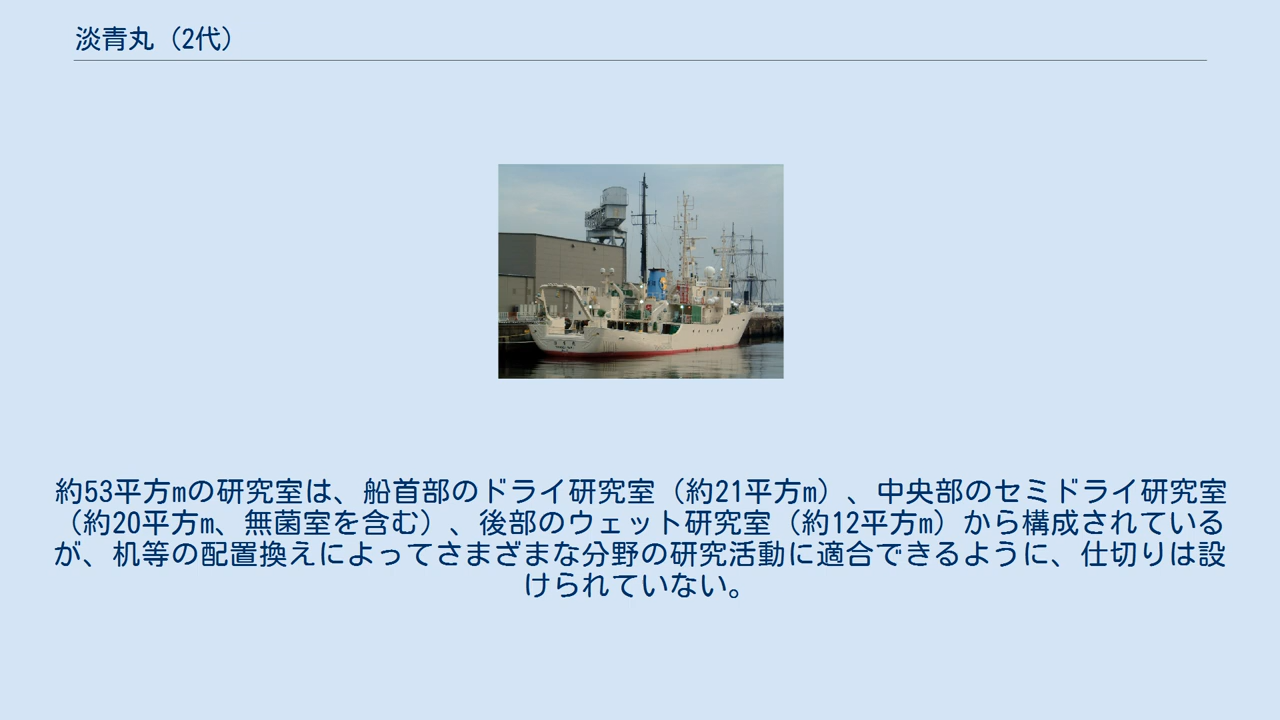 淡青丸（2代）
約53平方mの研究室は、船首部のドライ研究室（約21平方m）、中央部のセミドライ研究室
（約20平方m、無菌室を含む）、後部のウェット研究室（約12平方m）から構成されている
が、机等の配置換えによってさまざまな分野の研究活動に適合できるように、仕切りは設
けられていない。